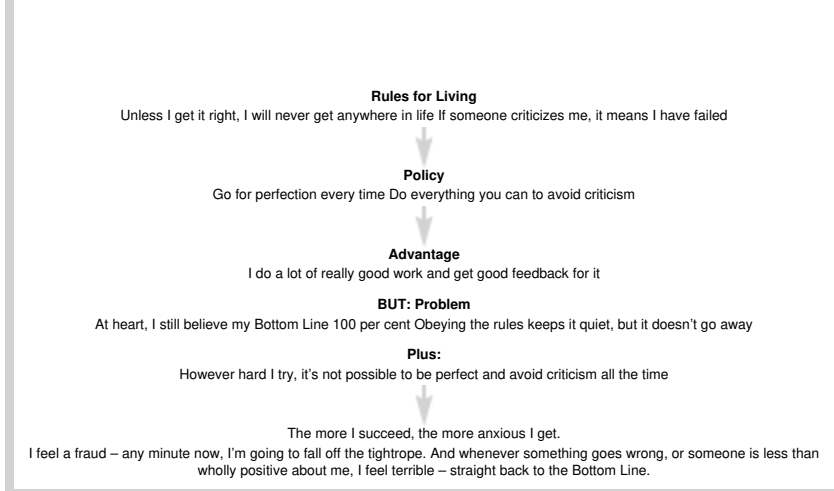 Rules for Living
Unless I get it right, I will never get anywhere in life If someone criticizes me, it means I have failed
Policy
Go for perfection every time Do everything you can to avoid criticism
Advantage
I do a lot of really good work and get good feedback for it
BUT: Problem
At heart, I still believe my Bottom Line 100 per cent Obeying the rules keeps it quiet, but it doesn’t go away
Plus:
However hard I try, it’s not possible to be perfect and avoid criticism all the time
The more I succeed, the more anxious I get.
I feel a fraud – any minute now, I’m going to fall off the tightrope. And whenever something goes wrong, or someone is less than
wholly positive about me, I feel terrible – straight back to the Bottom Line.